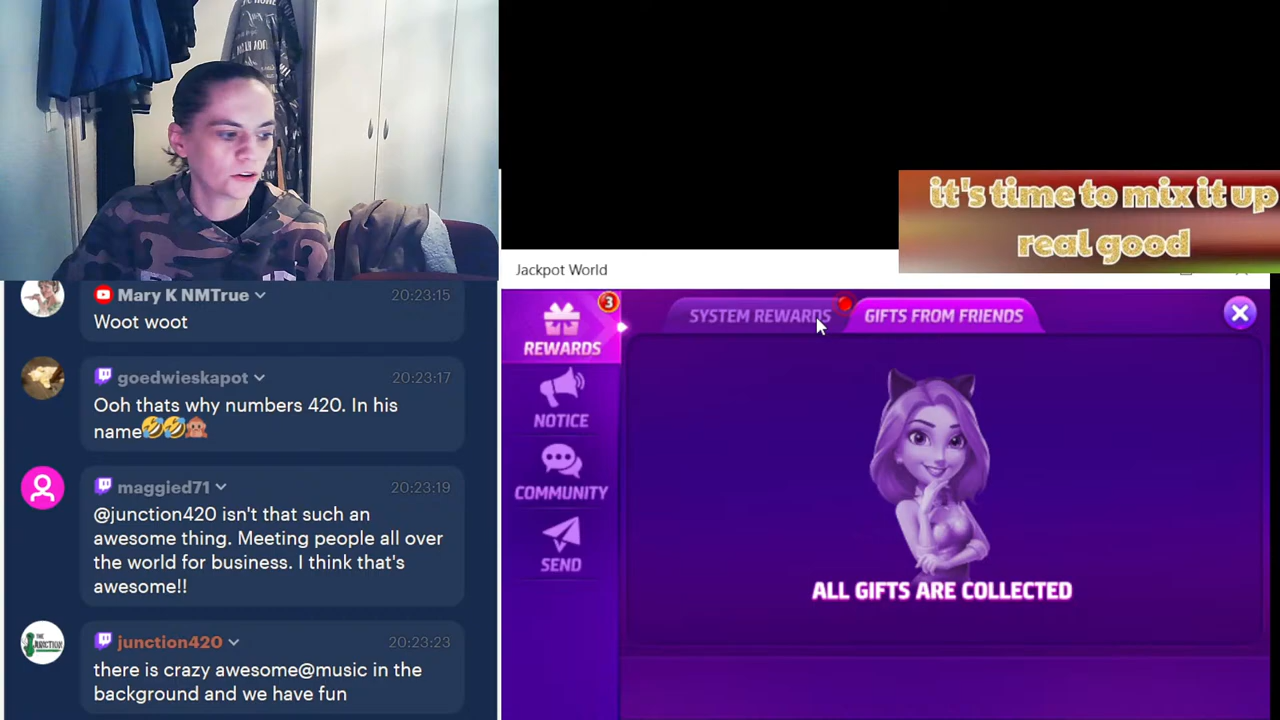 it's time to mix it up
real good
Mary K NMTrue 20:23:15
Woot woot
goedwieskapot 20:23:17
Ooh thats why numbers 420. In his
name🤣🤣🙊
maggied71 20:23:19
@junction420 isn't that such an
awesome thing. Meeting people all over
the world for business. I think that's
awesome!!
junction420 20:23:23
there is crazy awesome@music in the
background and we have fun
Jackpot World
3
REWARDS
NOTICE
COMMUNITY
SEND
SYSTEM REWARDS
GIFTS FROM FRIENDS
ALL GIFTS ARE COLLECTED